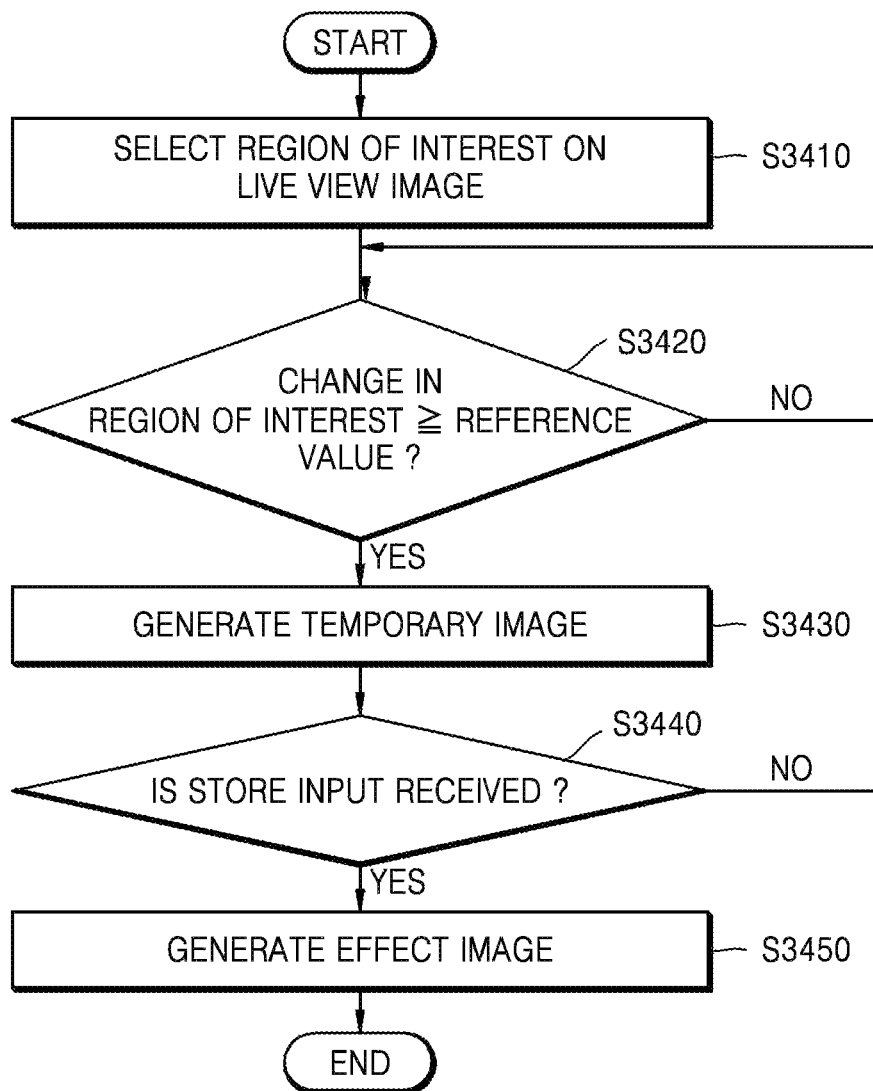 START
SELECT REGION OF INTEREST ON
LIVE VIEW IMAGE
S3410
S3420
CHANGE IN
REGION OF INTEREST ≧ REFERENCE
VALUE ?
NO
YES
GENERATE TEMPORARY IMAGE
S3430
S3440
IS STORE INPUT RECEIVED ?
NO
YES
GENERATE EFFECT IMAGE
S3450
END